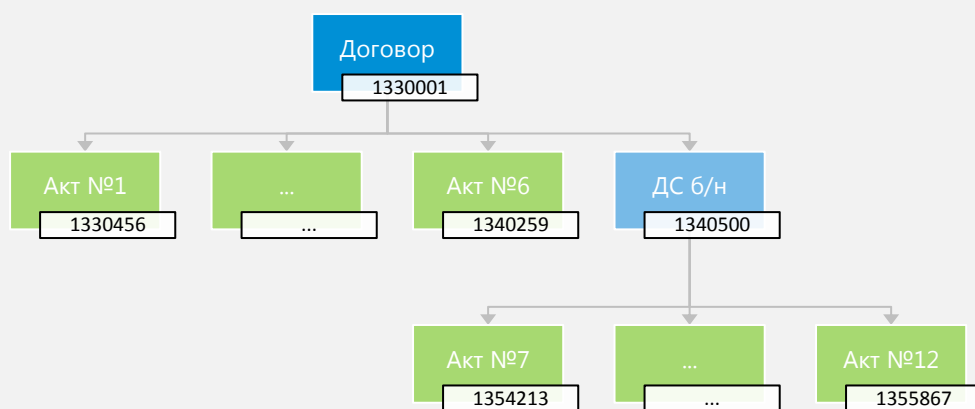 Договор
1330001
Акт №1
1330456
...
...
Акт №6
1340259
ДС б/н
1340500
Акт №7
1354213
...
...
Акт №12
1355867